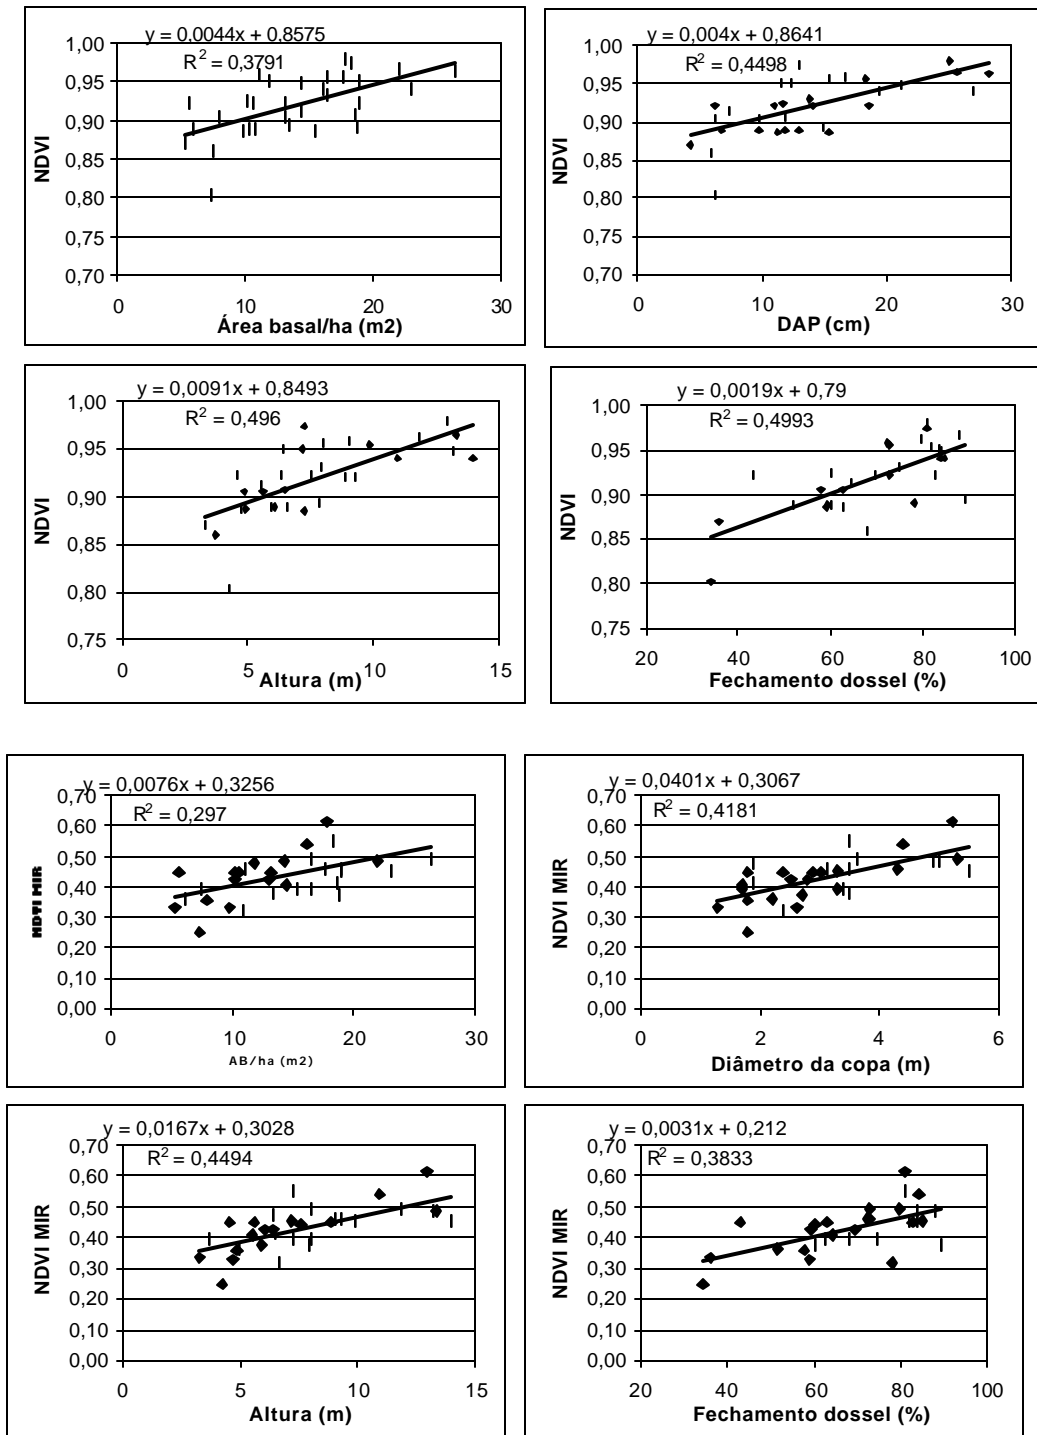 y = 0,0044x + 0,8575
R² = 0,3791
1,00
0,95
0,90
0,85
0,80
0,75
0,70
NDVI
0 10 20 30
Área basal/ha (m2)
y = 0,004x + 0,8641
R² = 0,4498
1,00
0,95
0,90
0,85
0,80
0,75
0,70
NDVI
0 10 20 30
DAP (cm)
y = 0,0091x + 0,8493
R² = 0,496
1,00
0,95
0,90
0,85
0,80
0,75
NDVI
0 5 10 15
Altura (m)
y = 0,0019x + 0,79
R² = 0,4993
1,00
0,95
0,90
0,85
0,80
0,75
NDVI
20 40 60 80 100
Fechamento dossel (%)
y = 0,0076x + 0,3256
R² = 0,297
0,70
0,60
0,50
0,40
0,30
0,20
0,10
0,00
NDVI MIR
0 10 20 30
AB/ha (m2)
y = 0,0401x + 0,3067
R² = 0,4181
0,70
0,60
0,50
0,40
0,30
0,20
0,10
0,00
NDVI MIR
0 2 4 6
Diâmetro da copa (m)
y = 0,0167x + 0,3028
R² = 0,4494
0,70
0,60
0,50
0,40
0,30
0,20
0,10
0,00
NDVI MIR
0 5 10 15
Altura (m)
y = 0,0031x + 0,212
R² = 0,3833
0,70
0,60
0,50
0,40
0,30
0,20
0,10
0,00
NDVI MIR
20 40 60 80 100
Fechamento dossel (%)